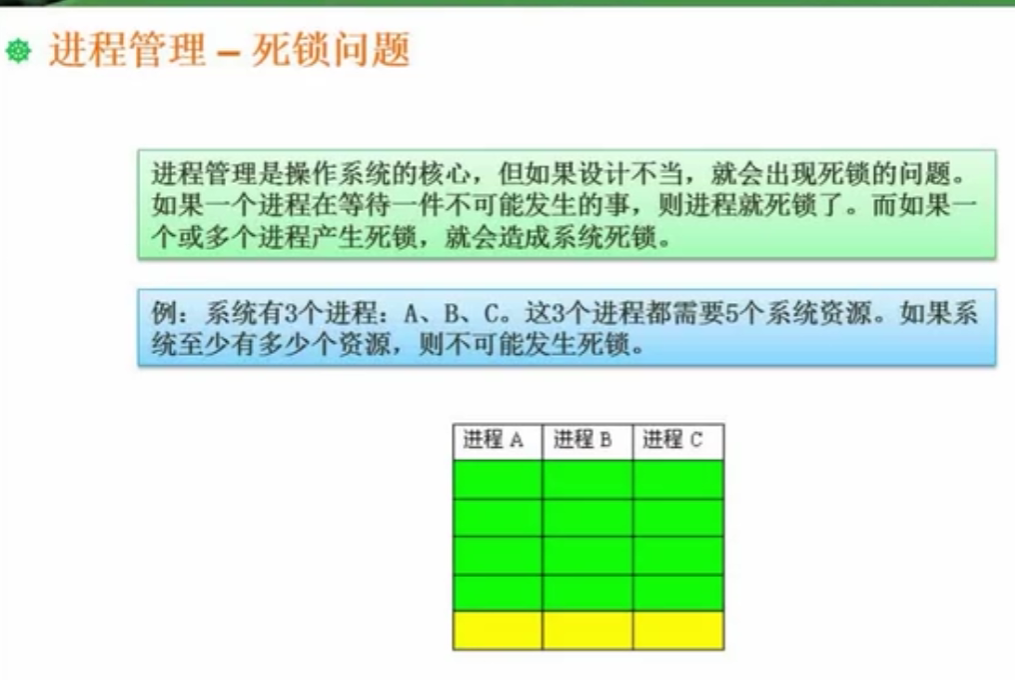 进程管理 – 死锁问题
进程管理是操作系统的核心，但如果设计不当，就会出现死锁的问题。
如果一个进程在等待一件不可能发生的事，则进程就死锁了。而如果一
个或多个进程产生死锁，就会造成系统死锁。
例：系统有3个进程：A、B、C。这3个进程都需要5个系统资源。如果系
统至少有多少个资源，则不可能发生死锁。
进程 A 进程 B 进程 C